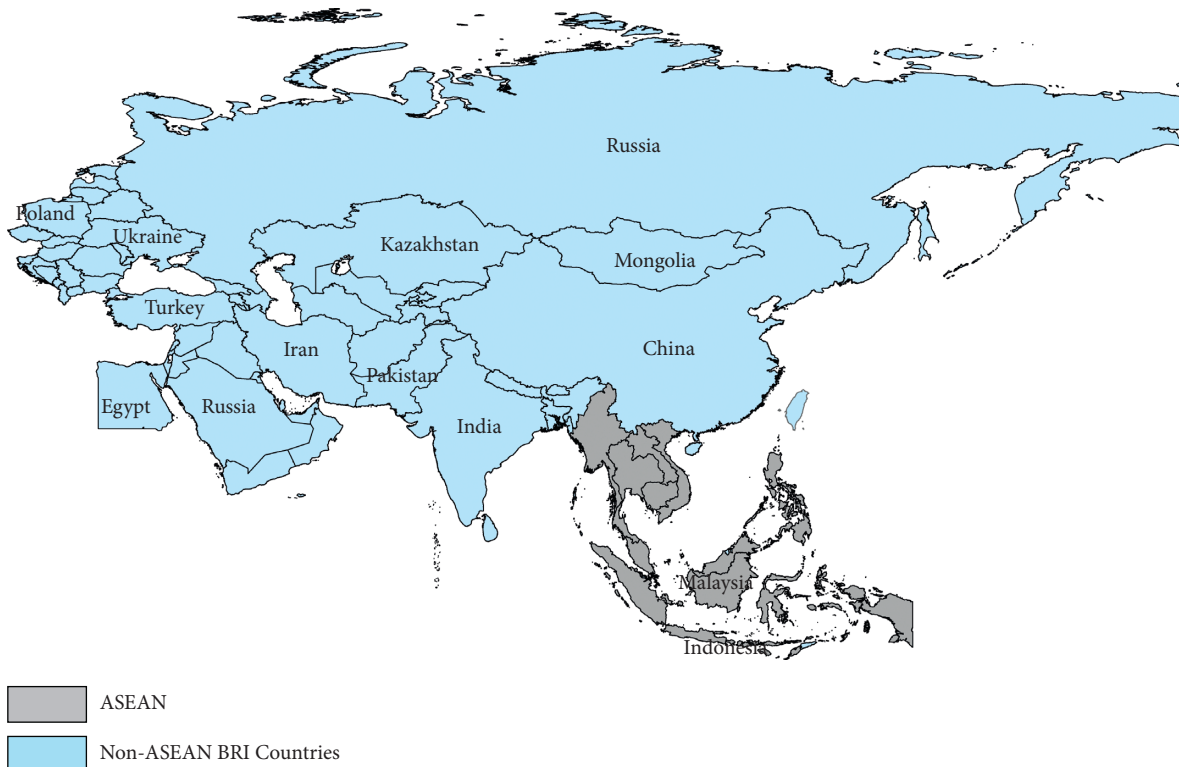 Russia
Poland
Ukraine
Kazakhstan
Mongolia
Turkey
China
Iran
Pakistan
Egypt
Russia
India
Malaysia
Indonesia
ASEAN
Non-ASEAN BRI Countries